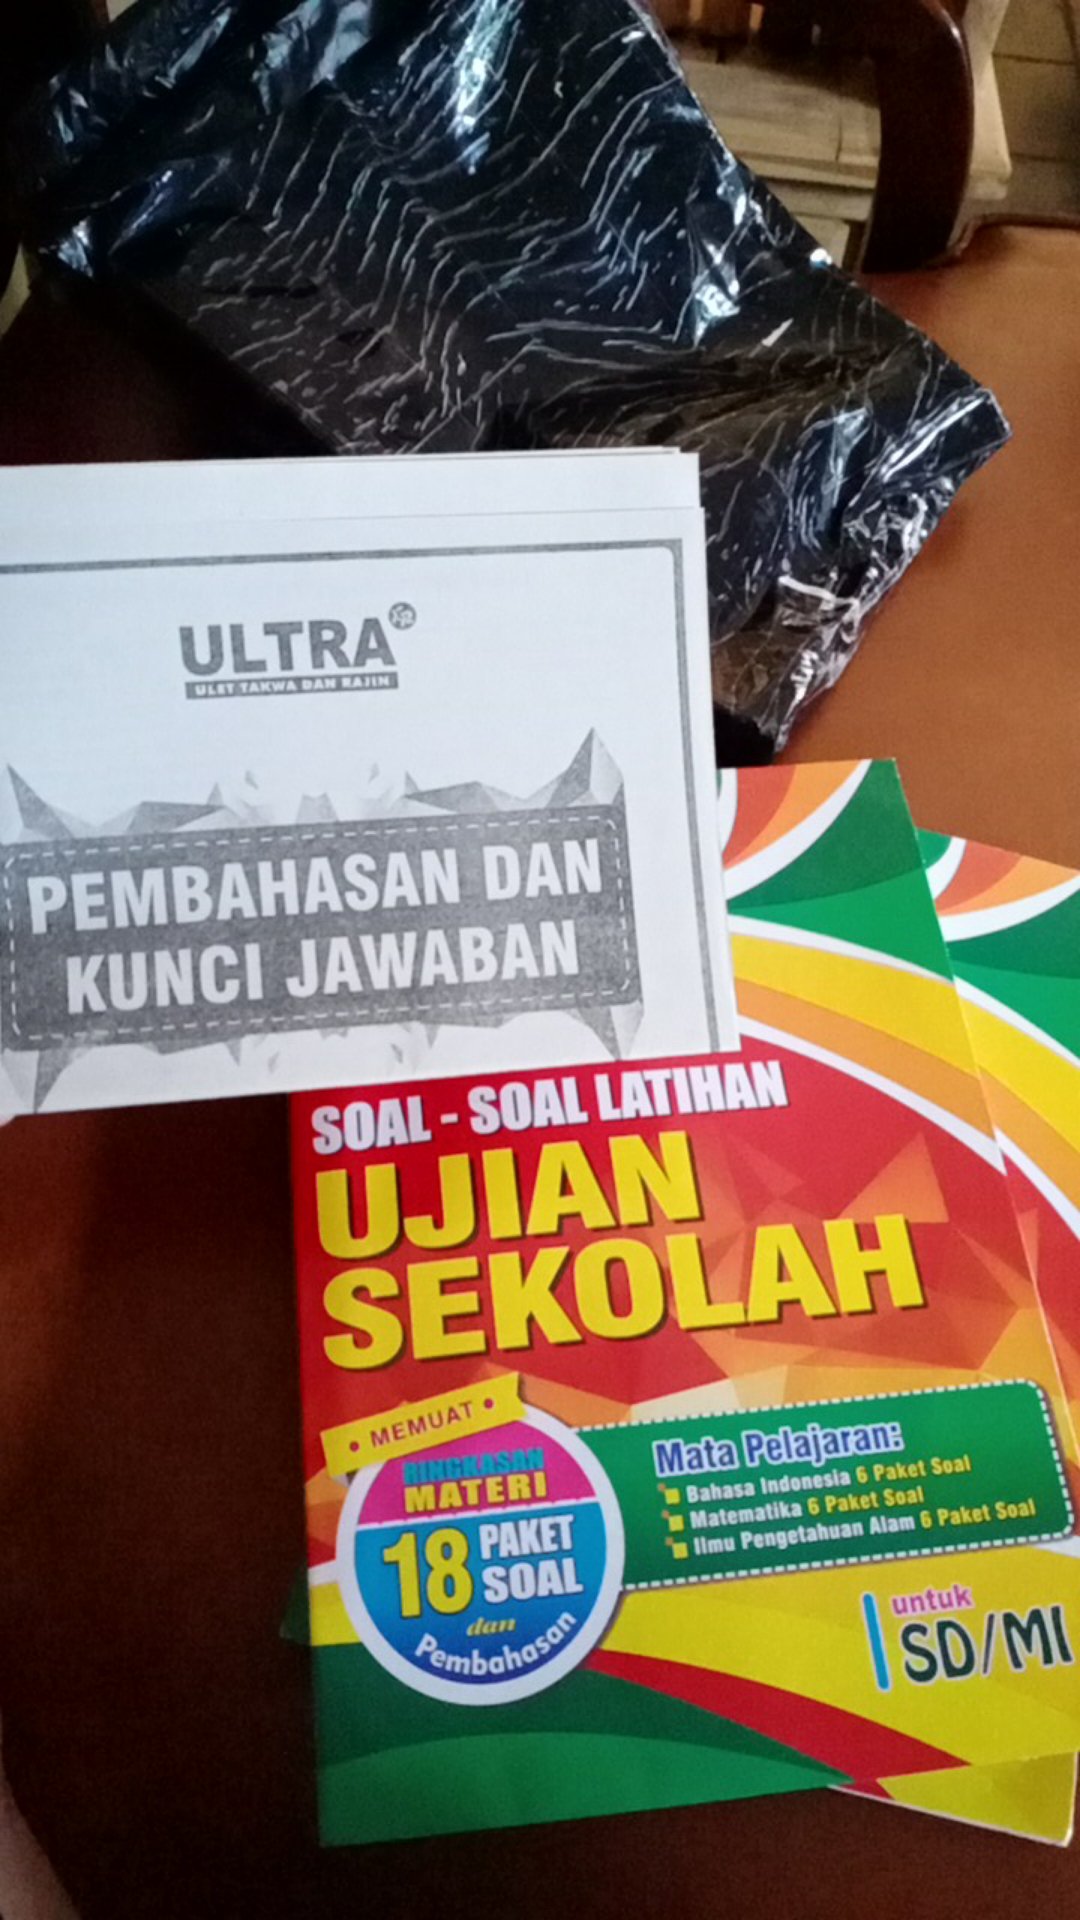 ULTRA
ULET TAKWA DAN RAJIN
PEMBAHASAN DAN
KUNCI JAWABAN
SOAL - SOAL LATIHAN
UJIAN
SEKOLAH
• MEMUAT •
RINGKASAN
MATERI
18 PAKET
SOAL
dan
Pembahasan
Mata Pelajaran:
Bahasa Indonesia 6 Paket Soal
Matematika 6 Paket Soal
Ilmu Pengetahuan Alam 6 Paket Soal
untuk
SD/MI